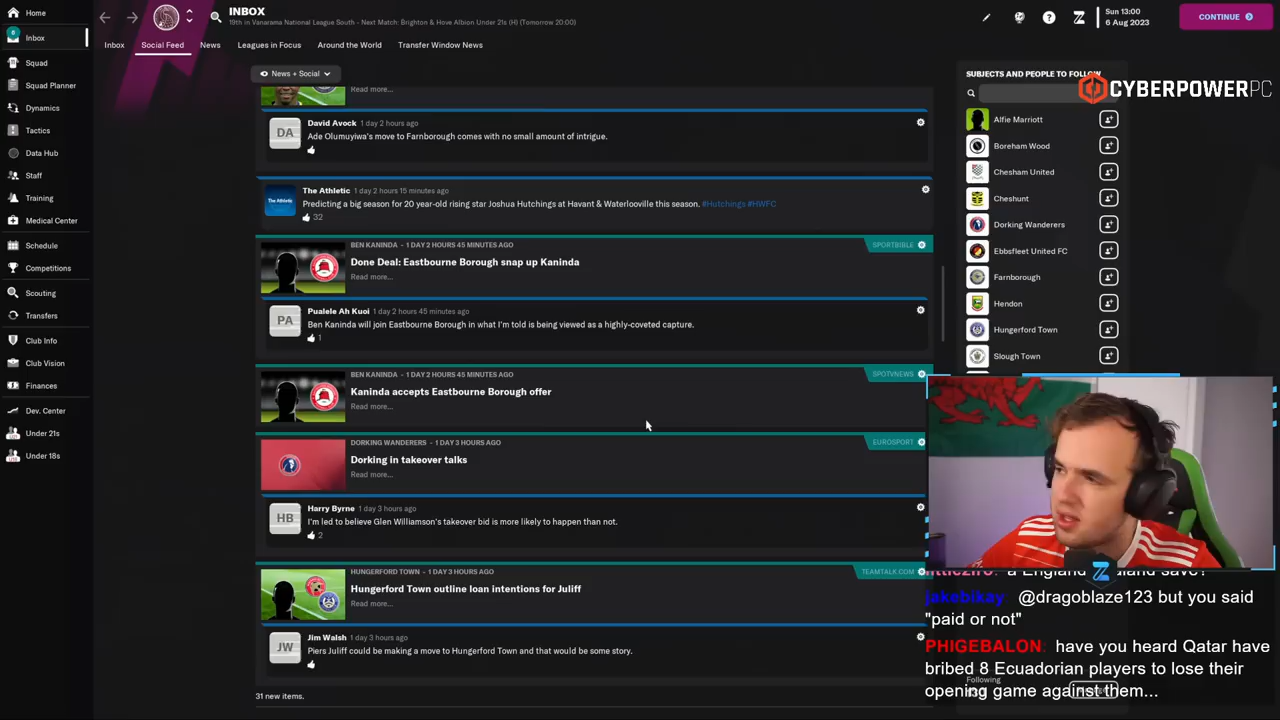 Home
6
Inbox
Squad
Squad Planner
Dynamics
Tactics
Data Hub
Staff
Training
Medical Center
Schedule
Competitions
Scouting
Transfers
Club Info
Club Vision
Finances
Dev. Center
Under 21s
Under 18s
INBOX
19th in Vanarama National League South - Next Match: Brighton & Hove Albion Under 21s (H) (Tomorrow 20:00)
Sun 13:00
6 Aug 2023
CONTINUE
Inbox Social Feed News Leagues in Focus Around the World Transfer Window News
News + Social
Read more...
DA
David Avock 1 day 2 hours ago
Ade Olumuyiwa's move to Farnborough comes with no small amount of intrigue.
The Athletic
The Athletic 1 day 2 hours 15 minutes ago
Predicting a big season for 20 year-old rising star Joshua Hutchings at Havant & Waterlooville this season. #Hutchings #HWFC
32
BEN KANINDA - 1 DAY 2 HOURS 45 MINUTES AGO
SPORTBIBLE
Done Deal: Eastbourne Borough snap up Kaninda
Read more...
PA
Pualele Ah Kuoi 1 day 2 hours 45 minutes ago
Ben Kaninda will join Eastbourne Borough in what I'm told is being viewed as a highly-coveted capture.
1
BEN KANINDA - 1 DAY 2 HOURS 45 MINUTES AGO
SPOTVNEWS
Kaninda accepts Eastbourne Borough offer
Read more...
DORKING WANDERERS - 1 DAY 3 HOURS AGO
EUROSPORT
Dorking in takeover talks
Read more...
HB
Harry Byrne 1 day 3 hours ago
I'm led to believe Glen Williamson's takeover bid is more likely to happen than not.
2
HUNGERFORD TOWN - 1 DAY 3 HOURS AGO
TEAMTALK.COM
Hungerford Town outline loan intentions for Juliff
Read more...
JW
Jim Walsh 1 day 3 hours ago
Piers Juliff could be making a move to Hungerford Town and that would be some story.
31 new items.
SUBJECTS AND PEOPLE TO FOLLOW
CYBERPOWERPC
Alfie Marriott
Boreham Wood
Chesham United
Cheshunt
Dorking Wanderers
Ebbsfleet United FC
Farnborough
Hendon
Hungerford Town
Slough Town
jakebikay: @dragoblaze123 but you said
"paid or not"
PHIGEBALON: have you heard Qatar have
bribed 8 Ecuadorian players to lose their
opening game against them...
Following